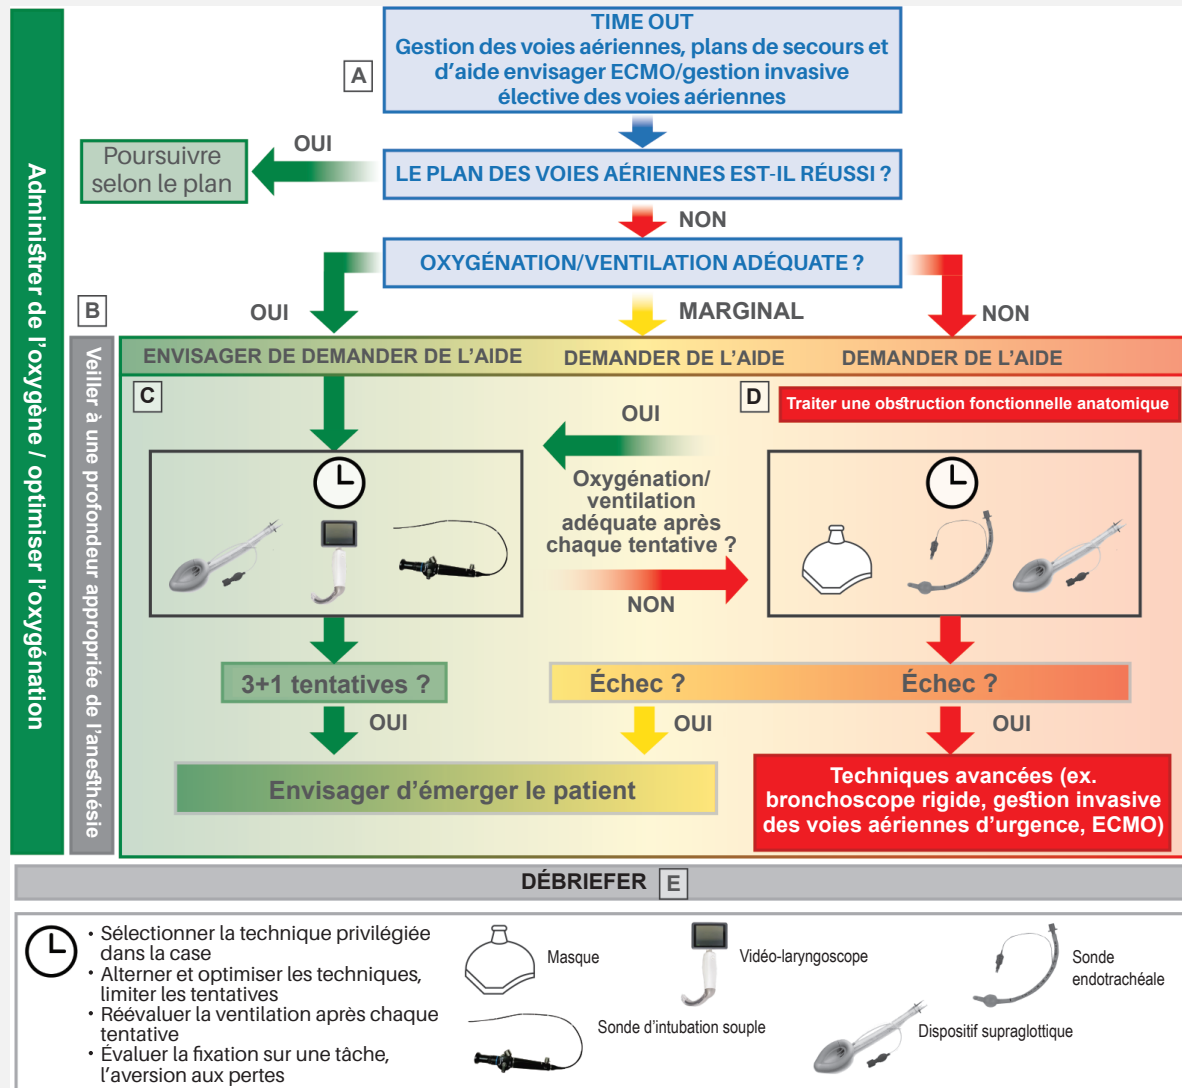 TIME OUT
Gestion des voies aériennes, plans de secours et
d'aide envisager ECMO/gestion invasive
élective des voies aériennes
A
OUI
Poursuivre
selon le plan
LE PLAN DES VOIES AÉRIENNES EST-IL RÉUSSI ?
NON
OXYGÉNATION/VENTILATION ADÉQUATE ?
B
OUI
MARGINAL
NON
Administrer de l'oxygène / optimiser l'oxygénation
Veiller à une profondeur appropriée de l'anesthésie
ENVISAGER DE DEMANDER DE L'AIDE
DEMANDER DE L'AIDE
DEMANDER DE L'AIDE
C
OUI
D
Traiter une obstruction fonctionnelle anatomique
Oxygénation/
ventilation
adéquate après
chaque tentative ?
NON
3+1 tentatives ?
Échec ?
Échec ?
OUI
OUI
OUI
Envisager d'émerger le patient
Techniques avancées (ex.
bronchoscope rigide, gestion invasive
des voies aériennes d'urgence, ECMO)
DÉBRIEFER E
• Sélectionner la technique privilégiée
dans la case
• Alterner et optimiser les techniques,
limiter les tentatives
• Réévaluer la ventilation après chaque
tentative
• Évaluer la fixation sur une tâche,
l'aversion aux pertes
Masque
Vidéo-laryngoscope
Sonde
endotrachéale
Sonde d'intubation souple
Dispositif supraglottique